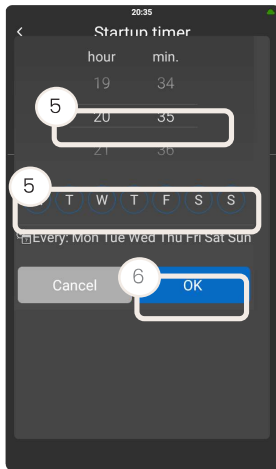 20:35
< Startup timer
hour min.
19 34
5
20 35
21 36
5
T W T F S S
Every: Mon Tue Wed Thu Fri Sat Sun
6
Cancel OK